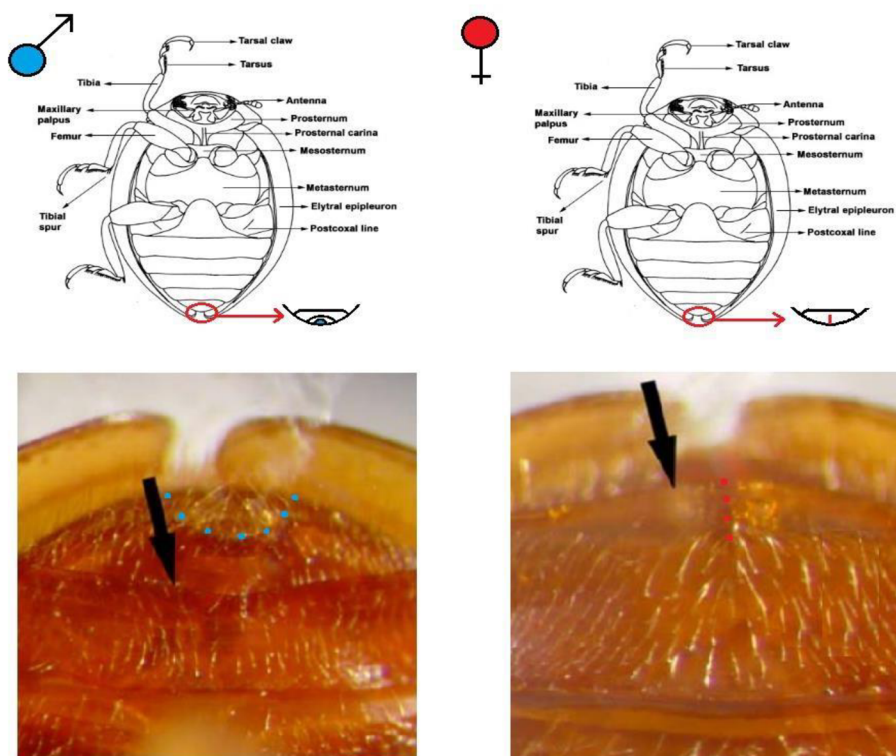 Tarsal claw
Tarsus
Tibia
Antenna
Maxillary
palpus
Prosternum
Femur
Prosternal carina
Mesosternum
Metasternum
Elytral epipleuron
Tibial
spur
Postcoxal line
Tarsal claw
Tarsus
Tibia
Antenna
Maxillary
palpus
Prosternum
Femur
Prosternal carina
Mesosternum
Metasternum
Elytral epipleuron
Tibial
spur
Postcoxal line